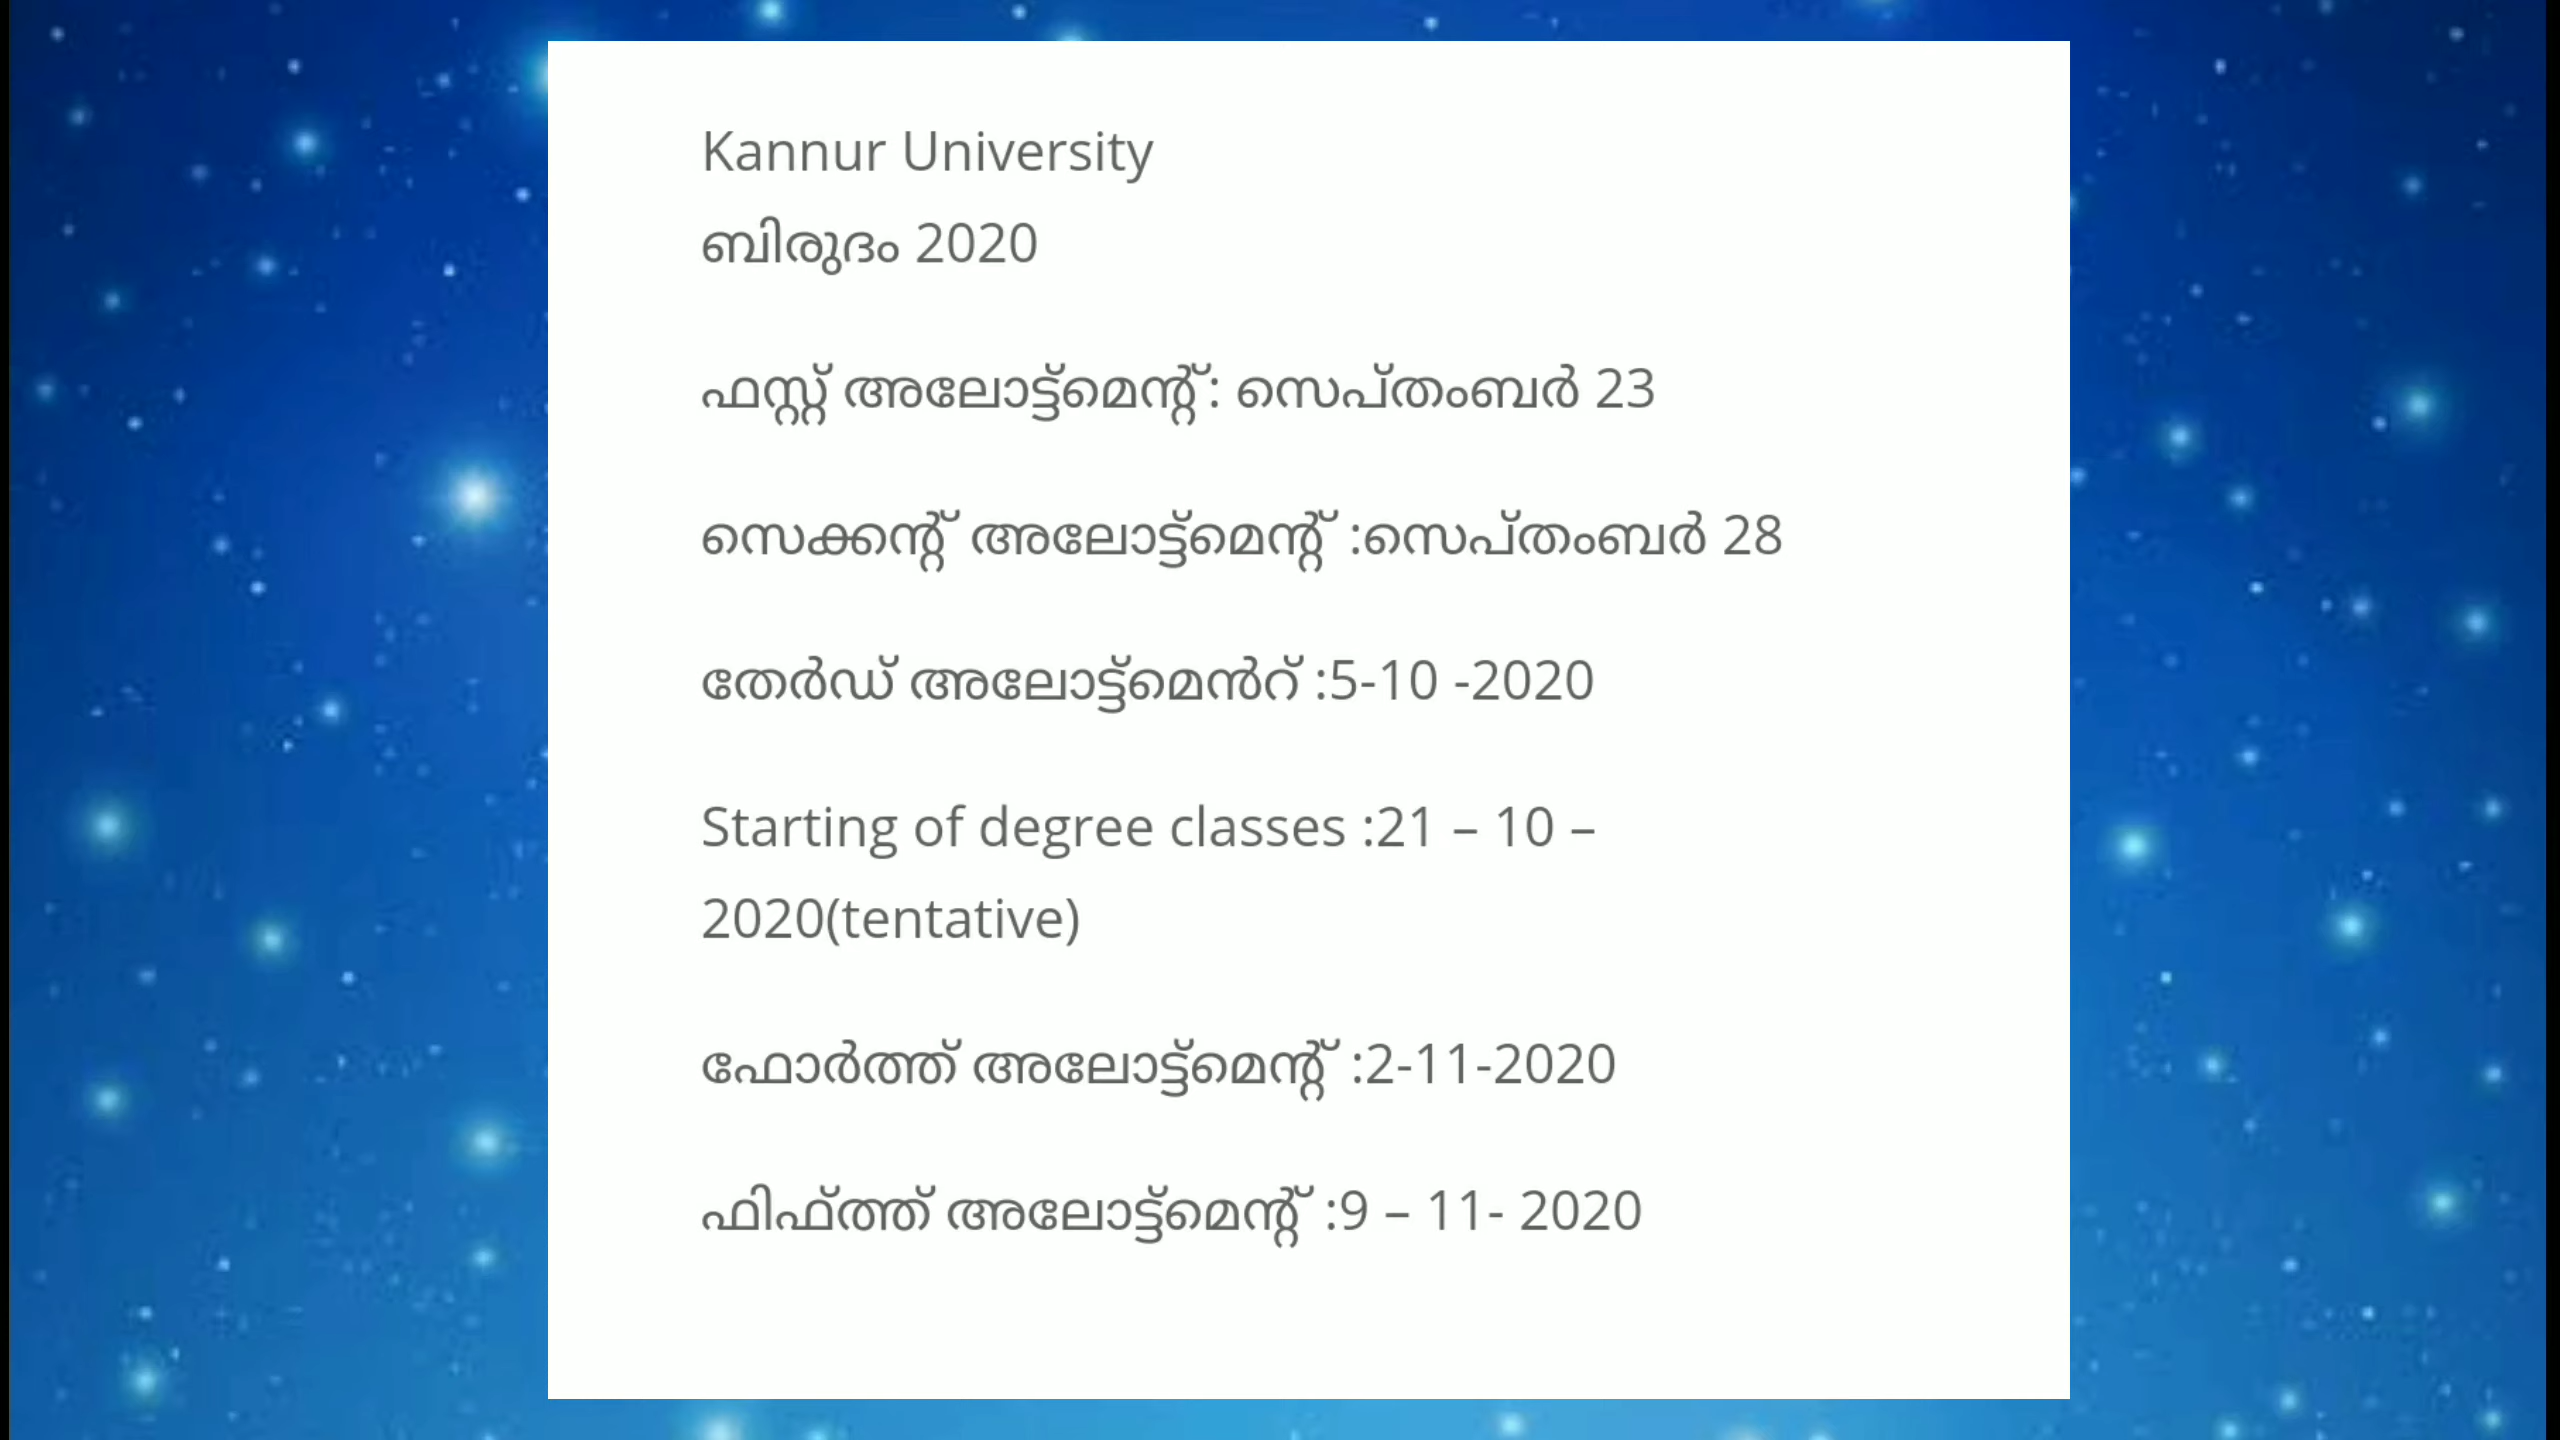 Kannur University
ബിരുദം 2020
ഫസ്റ്റ് അലോട്ട്മെന്റ്: സെപ്തംബർ 23
സെക്കന്റ് അലോട്ട്മെന്റ് :സെപ്തംബർ 28
തേർഡ് അലോട്ട്മെൻറ് :5-10 -2020
Starting of degree classes :21 – 10 –
2020(tentative)
ഫോർത്ത് അലോട്ട്മെന്റ് :2-11-2020
ഫിഫ്ത്ത് അലോട്ട്മെന്റ് :9 – 11- 2020